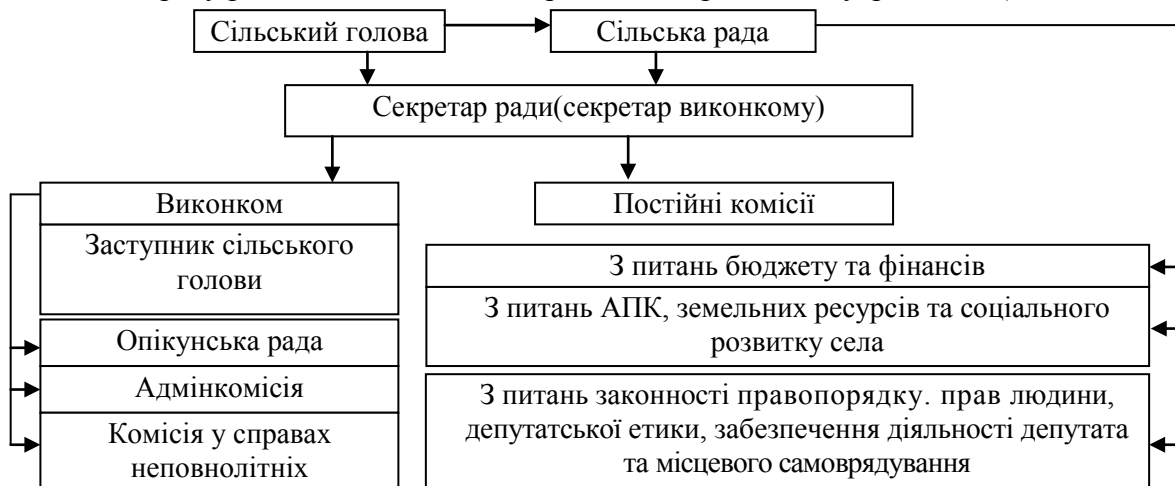 Сільський голова
Сільська рада
Секретар ради(секретар виконкому)
Виконком
Постійні комісії
Заступник сільського
голови
З питань бюджету та фінансів
З питань АПК, земельних ресурсів та соціального
розвитку села
Опікунська рада
Адмінкомісія
Комісія у справах
неповнолітніх
З питань законності правопорядку. прав людини,
депутатської етики, забезпечення діяльності депутата
та місцевого самоврядування